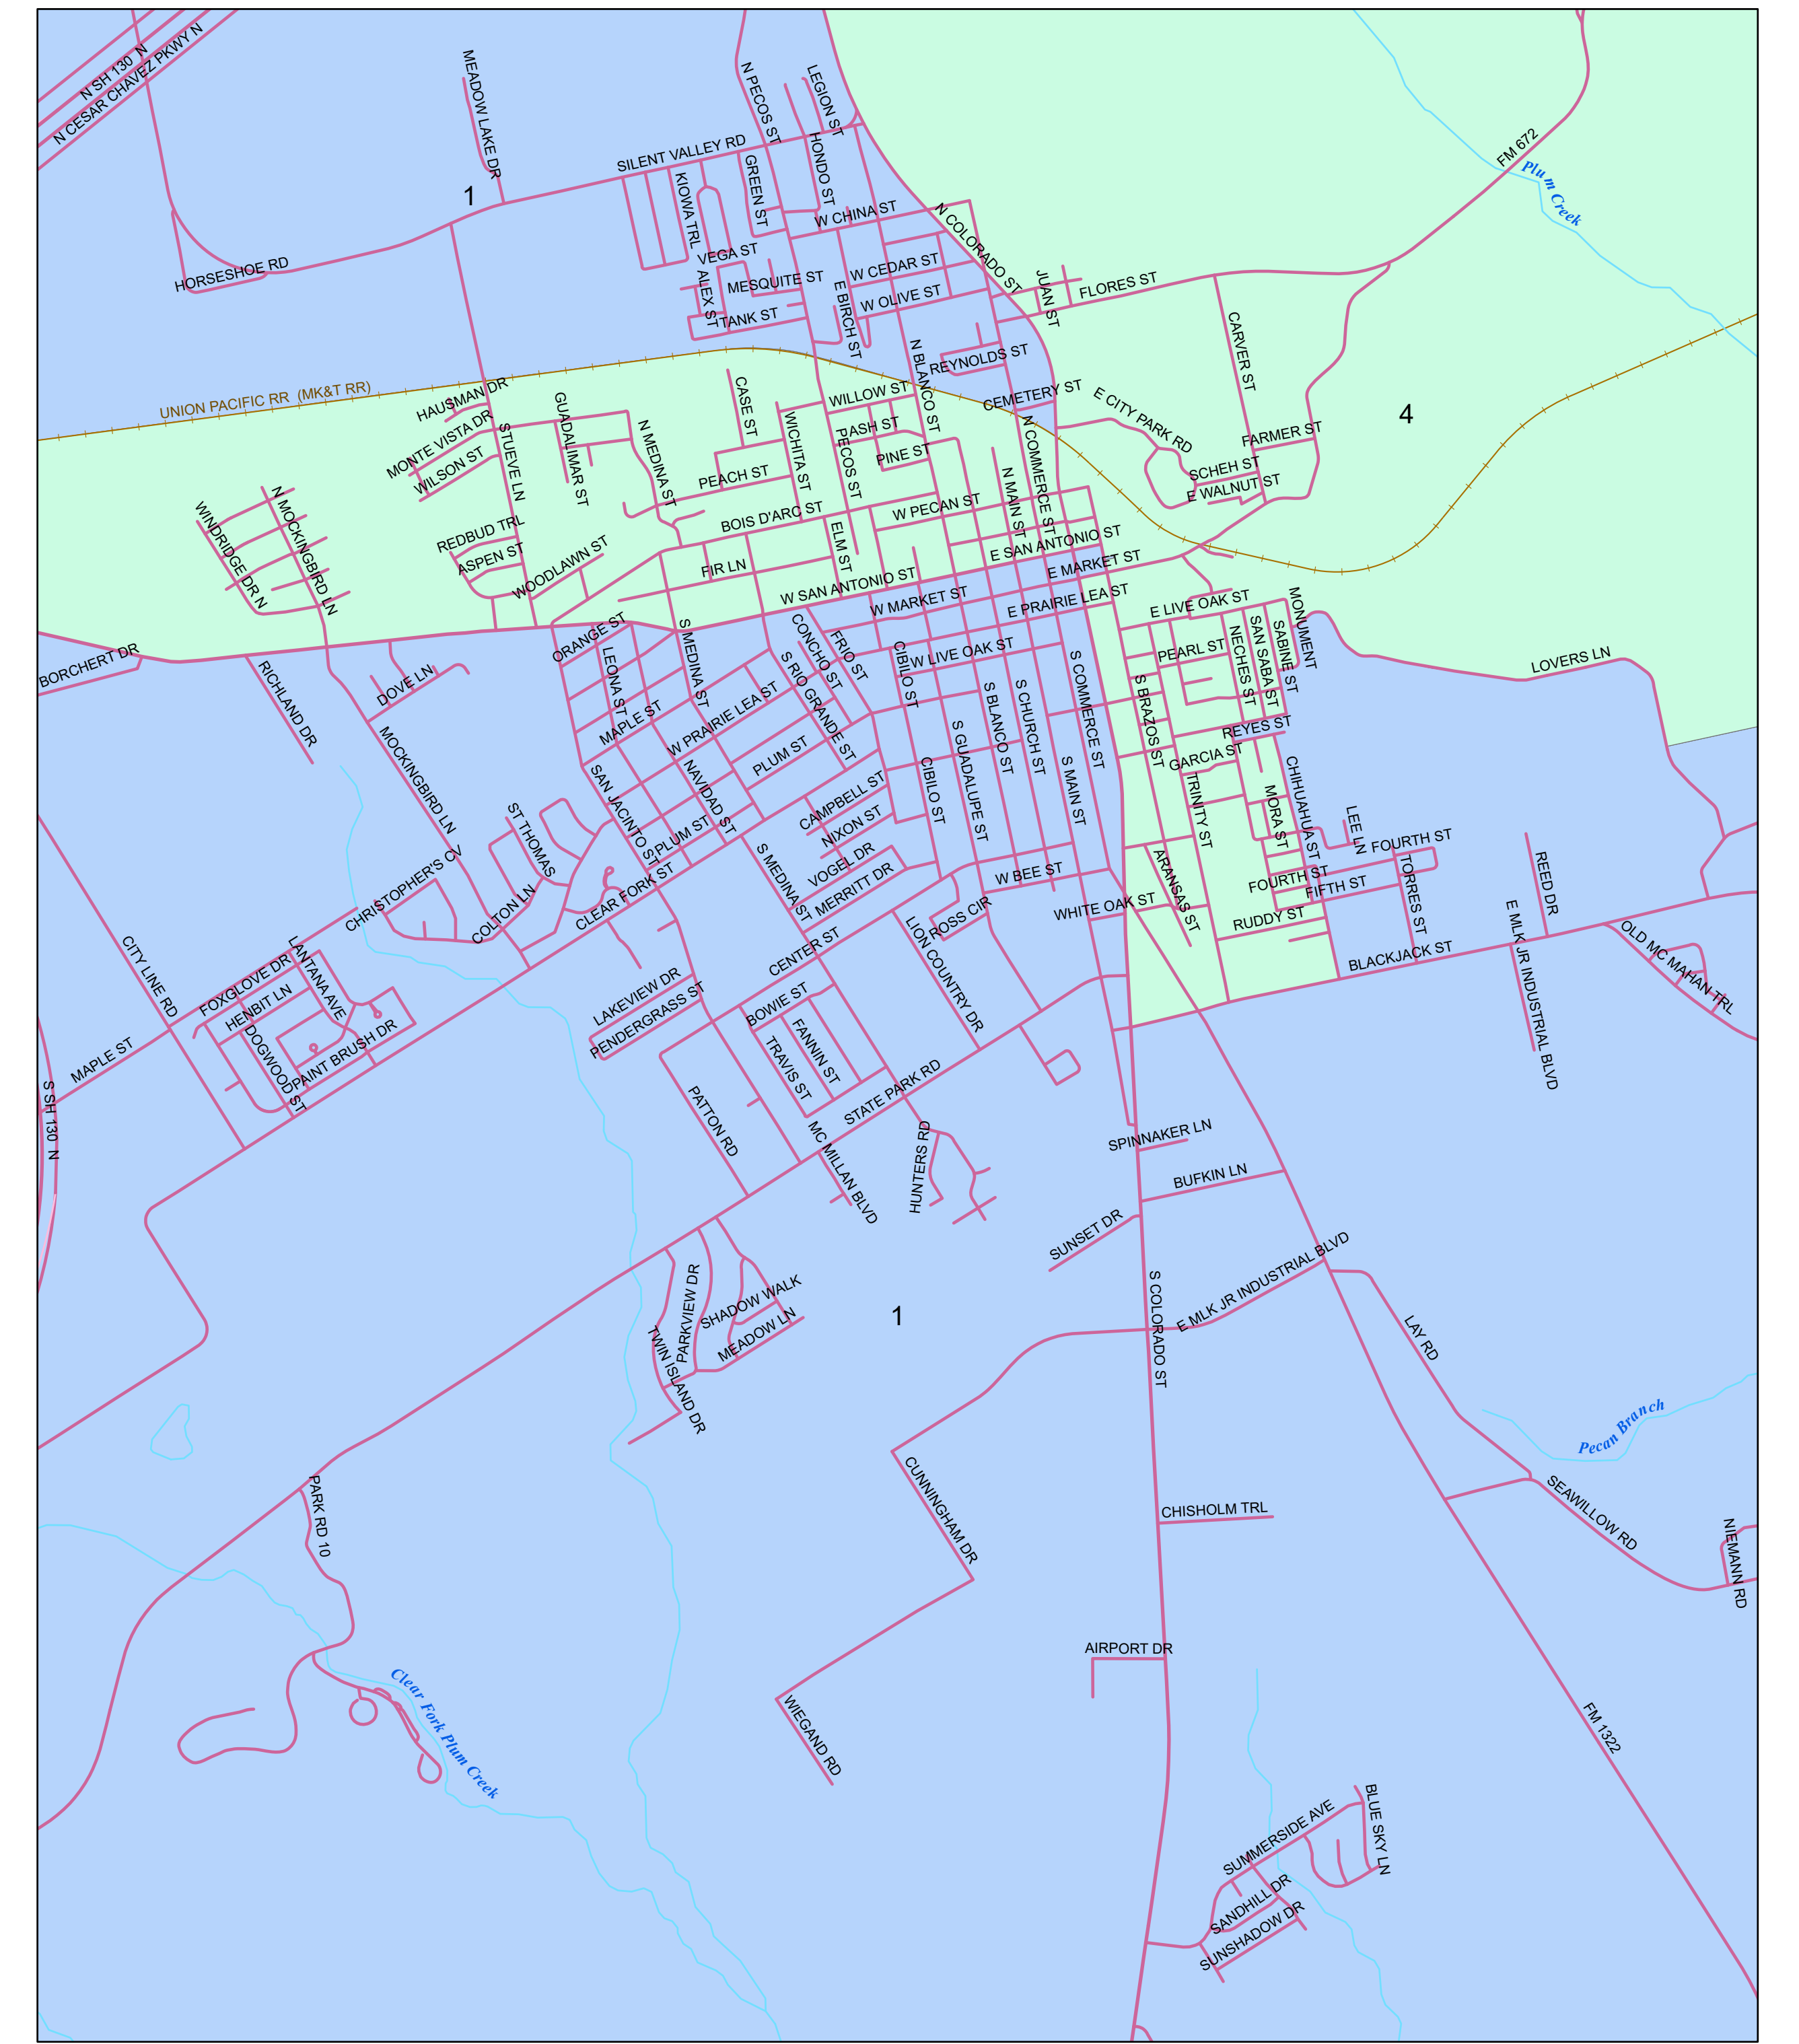 N SH 130 N
N CESAR CHAVEZ PKWY N
MEADOW LAKE DR
N PECOS ST
LEGION ST
SILENT VALLEY RD
HONDO ST
GREEN ST
KIOWA TRL
1
FM 672
Plum Creek
W CHINA ST
N COLORADO ST
HORSESHOE RD
VEGA ST
W CEDAR ST
MESQUITE ST
ALEX ST
E BIRCH ST
W OLIVE ST
JUAN ST
FLORES ST
TANK ST
CARVER ST
REYNOLDS ST
N BLANCO ST
UNION PACIFIC RR (MK&T RR)
HAUSMAN DR
CASE ST
WILLOW ST
CEMETERY ST
E CITY PARK RD
4
MONTE VISTA DR
GUADALIMAR ST
N MEDINA ST
WICHITA ST
PECOS ST
ASH ST
N COMMERCE ST
FARMER ST
STUEVE LN
WILSON ST
PINE ST
SCHEH ST
PEACH ST
N MAIN ST
E WALNUT ST
WINDRIDGE DR N
N MOCKINGBIRD LN
BOIS D'ARC ST
W PECAN ST
REDBUD TRL
ASPEN ST
WOODLAWN ST
ELM ST
E SAN ANTONIO ST
FIR LN
E MARKET ST
W SAN ANTONIO ST
W MARKET ST
E PRAIRIE LEA ST
E LIVE OAK ST
MONUMENT
ORANGE ST
S MEDINA ST
CONCHO ST
FRIO ST
BORCHERT DR
RICHLAND DR
DOVE LN
LEONA ST
S RIO GRANDE ST
CIBILO ST
W LIVE OAK ST
PEARL ST
NECHES ST
SAN SABA ST
SABINE ST
LOVERS LN
MAPLE ST
W PRAIRIE LEA ST
S BLANCO ST
S CHURCH ST
S COMMERCE ST
S BRAZOS ST
MOCKINGBIRD LN
PLUM ST
S GUADALUPE ST
REYES ST
GARCIA ST
SAN JACINTO ST
NAVIDAD ST
CIBILO ST
S MAIN ST
CHIHUAHUA ST
TRINITY ST
CAMPBELL ST
MORA ST
ST THOMAS
NIXON ST
LEE LN
PLUM ST
FOURTH ST
CHRISTOPHER'S CV
CLEAR FORK ST
S MEDINA ST
VOGEL DR
MERRITT DR
W BEE ST
ARANSAS ST
FOURTH ST
FIFTH ST
TORRES ST
REED DR
COLTON LN
WHITE OAK ST
RUDDY ST
ROSS CIR
E MLK JR INDUSTRIAL BLVD
CITY LINE RD
LANTANA AVE
FOXGLOVE DR
CENTER ST
LION COUNTRY DR
BLACKJACK ST
OLD MC MAHAN TRL
HENBIT LN
LAKEVIEW DR
BOWIE ST
DOGWOOD ST
PENDERGRASS ST
FANNIN ST
TRAVIS ST
PAINT BRUSH DR
MAPLE ST
S SH 130 N
PATTON RD
STATE PARK RD
MC MILLAN BLVD
HUNTERS RD
SPINNAKER LN
BUFKIN LN
SUNSET DR
PARKVIEW DR
SHADOW WALK
MEADOW LN
TWIN ISLAND DR
1
S COLORADO ST
E MLK JR INDUSTRIAL BLVD
LAY RD
Pecan Branch
CUNNINGHAM DR
PARK RD 10
CHISHOLM TRL
SEAWILLOW RD
NIEMANN RD
AIRPORT DR
Clear Fork Plum Creek
WIEGAND RD
FM 1322
BLUE SKY LN
SUMMERSIDE AVE
SANDHILL DR
SUNSHADOW DR